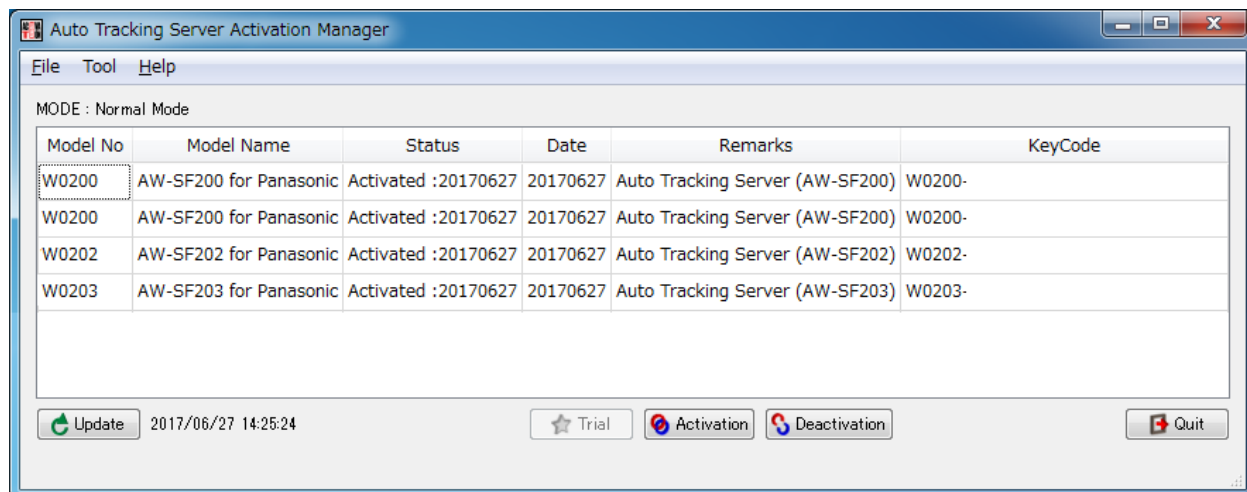 Auto Tracking Server Activation Manager
File Tool Help
MODE : Normal Mode
Model No Model Name Status Date Remarks KeyCode
W0200 AW-SF200 for Panasonic Activated :20170627 20170627 Auto Tracking Server (AW-SF200) W0200-
W0200 AW-SF200 for Panasonic Activated :20170627 20170627 Auto Tracking Server (AW-SF200) W0200-
W0202 AW-SF202 for Panasonic Activated :20170627 20170627 Auto Tracking Server (AW-SF202) W0202-
W0203 AW-SF203 for Panasonic Activated :20170627 20170627 Auto Tracking Server (AW-SF203) W0203-
Update 2017/06/27 14:25:24 Trial Activation Deactivation Quit